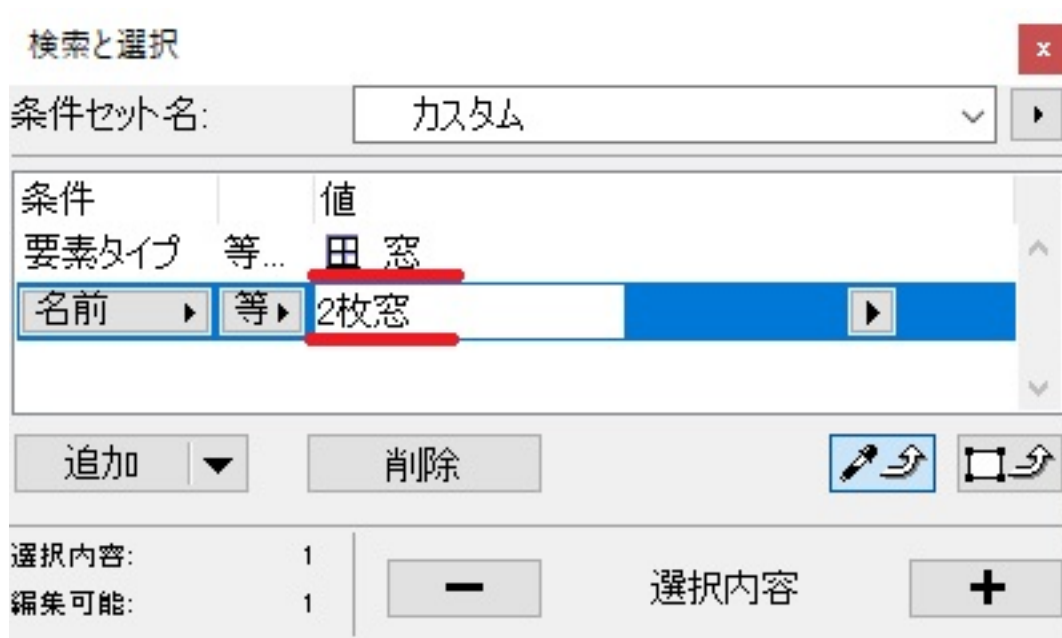 検索と選択
条件セット名: カスタム
条件 値
要素タイプ 等... 窓
名前 等 2枚窓
追加 削除
選択内容: 1
編集可能: 1
選択内容